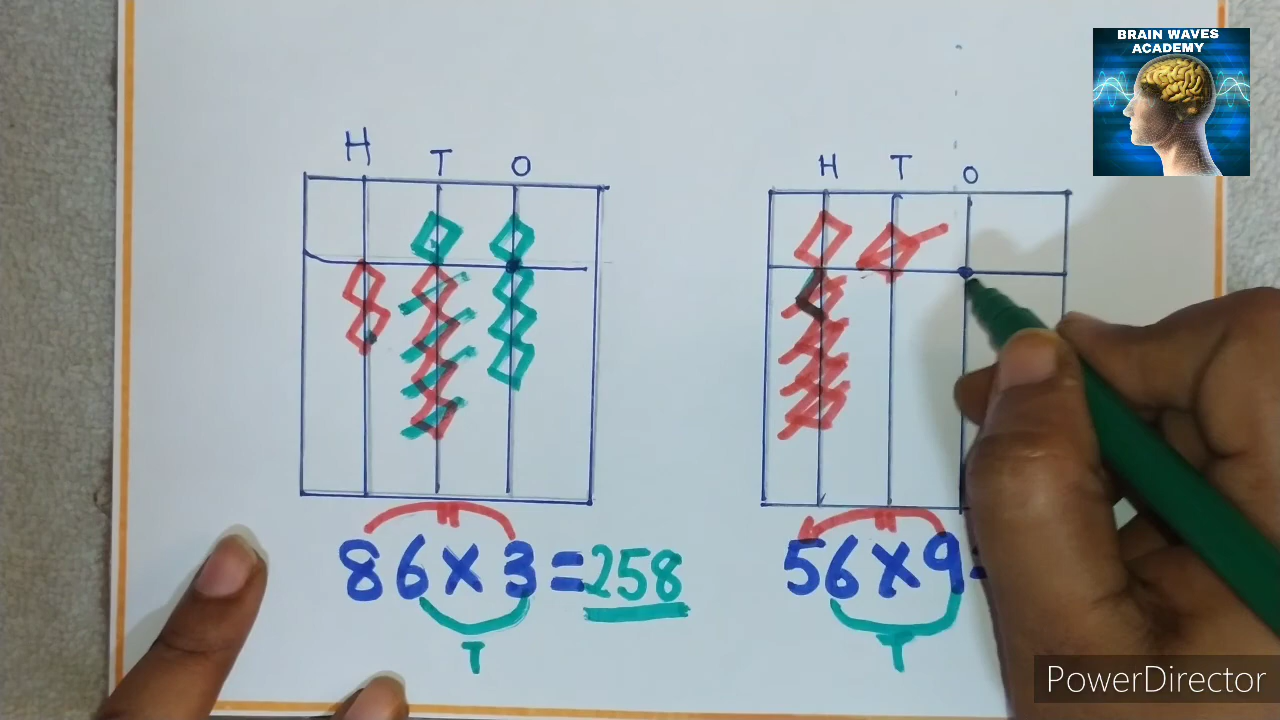 BRAIN WAVES
ACADEMY
H T O
H T O
86 x 3 = 258
T
56 x 9 =
T
PowerDirector